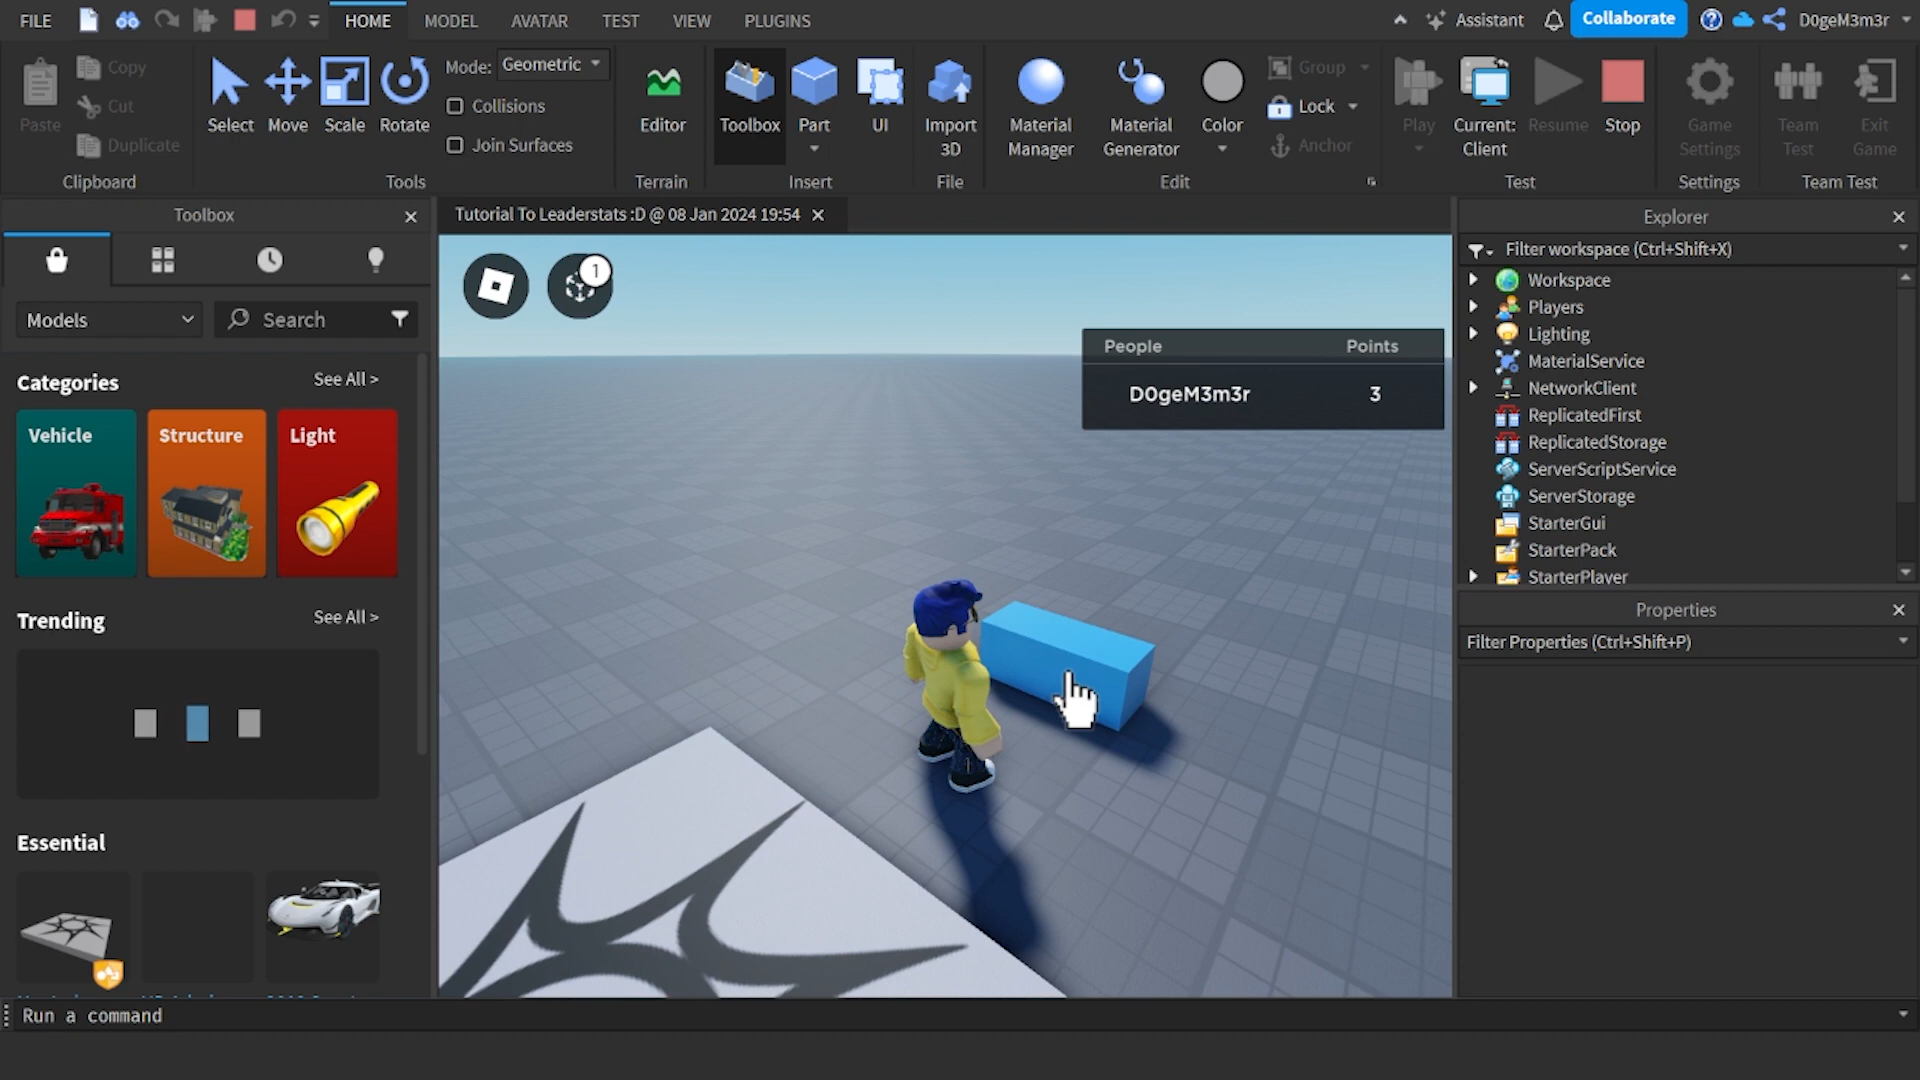 FILE HOME MODEL AVATAR TEST VIEW PLUGINS Assistant Collaborate D0geM3m3r
Paste Copy Cut Duplicate
Clipboard
Select Move Scale Rotate
Mode: Geometric
Collisions
Join Surfaces
Tools
Editor
Terrain
Toolbox Part UI
Insert
Import 3D
File
Material Manager
Material Generator
Color
Group
Lock
Anchor
Edit
Play
Current: Client
Resume Stop
Test
Game Settings
Settings
Team Test
Exit Game
Team Test
Toolbox
Tutorial To Leaderstats :D @ 08 Jan 2024 19:54
Models
Search
Categories See All >
Vehicle Structure Light
Trending See All >
Essential
1
People Points
D0geM3m3r 3
Explorer
Filter workspace (Ctrl+Shift+X)
Workspace
Players
Lighting
MaterialService
NetworkClient
ReplicatedFirst
ReplicatedStorage
ServerScriptService
ServerStorage
StarterGui
StarterPack
StarterPlayer
Properties
Filter Properties (Ctrl+Shift+P)
Run a command